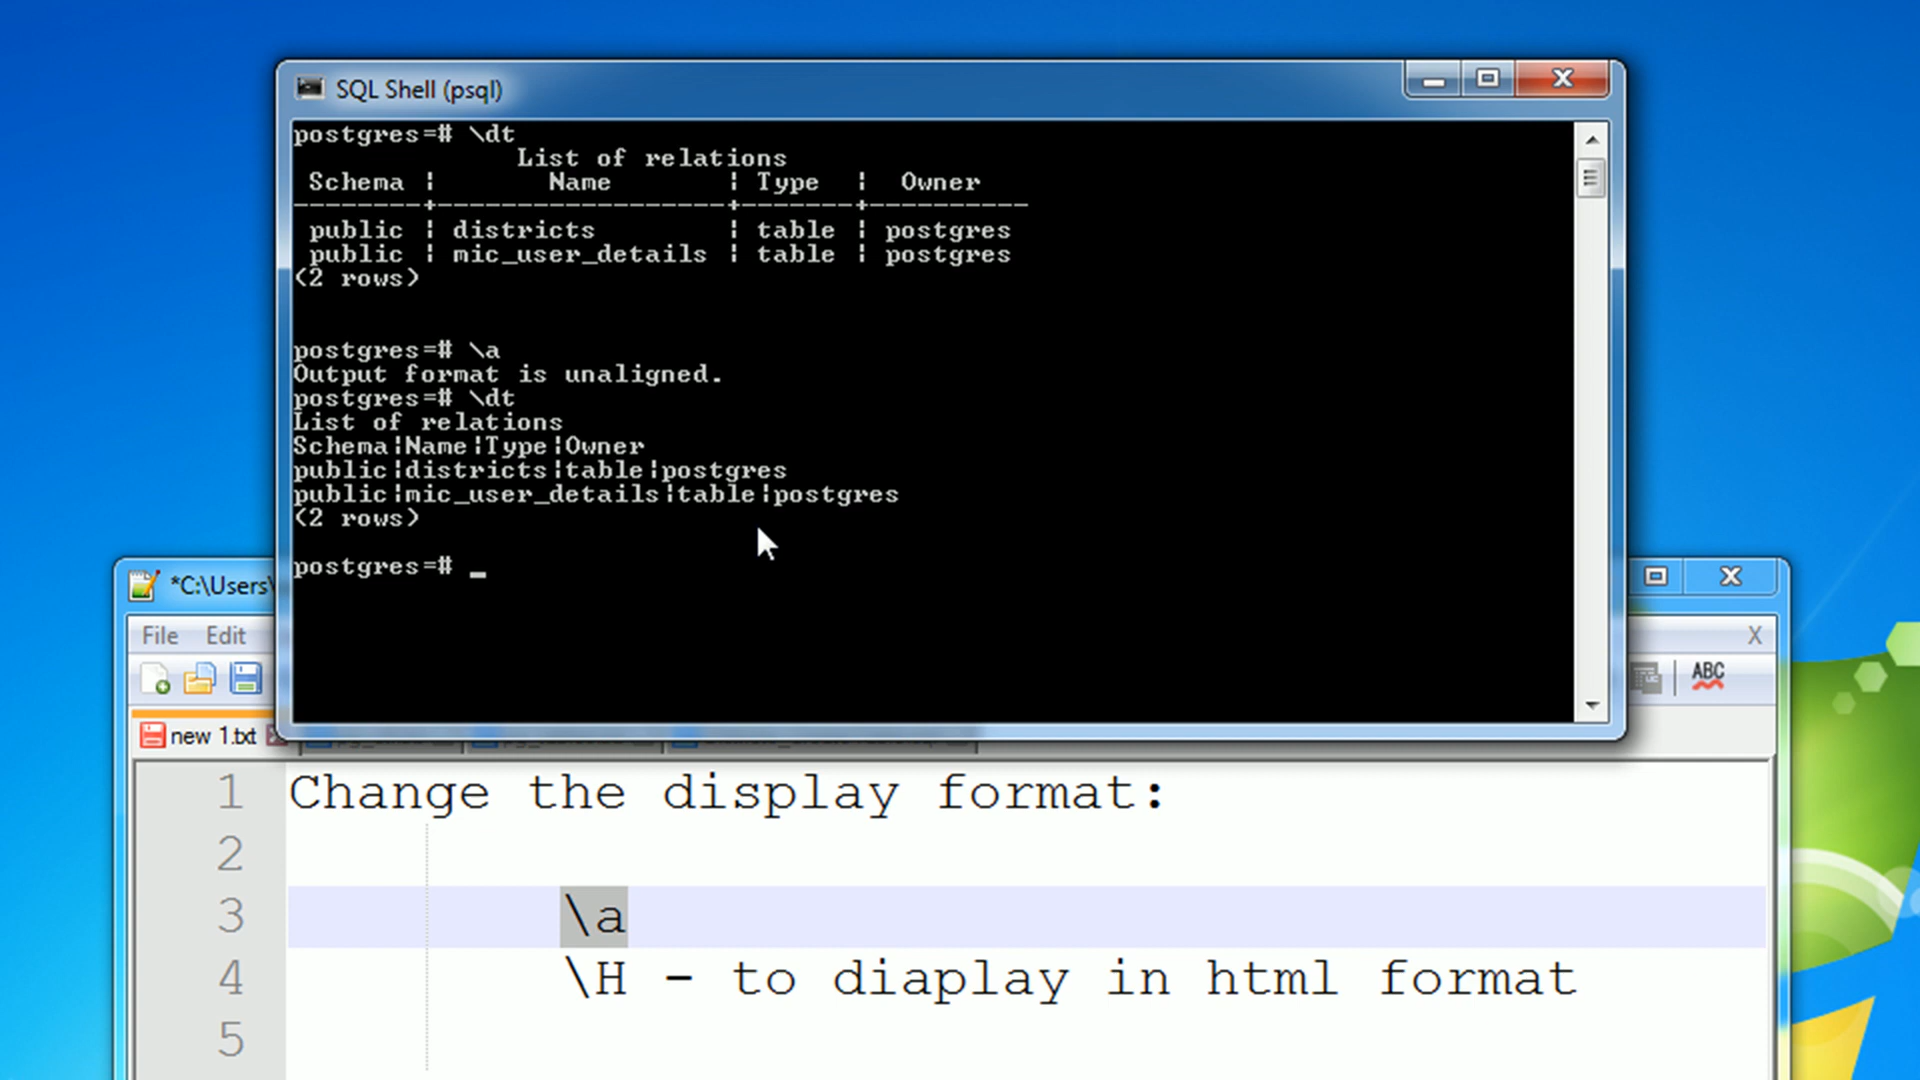 SQL Shell (psql)
postgres=# \dt
List of relations
Schema | Name | Type | Owner
--------+------------------+-------+----------
public | districts | table | postgres
public | mic_user_details | table | postgres
(2 rows)
postgres=# \a
Output format is unaligned.
postgres=# \dt
List of relations
Schema|Name|Type|Owner
public|districts|table|postgres
public|mic_user_details|table|postgres
(2 rows)
postgres=# _
*C:\Users\
File Edit X
ABC
new 1.txt
1 Change the display format:
2
3 \a
4 \H - to diaplay in html format
5